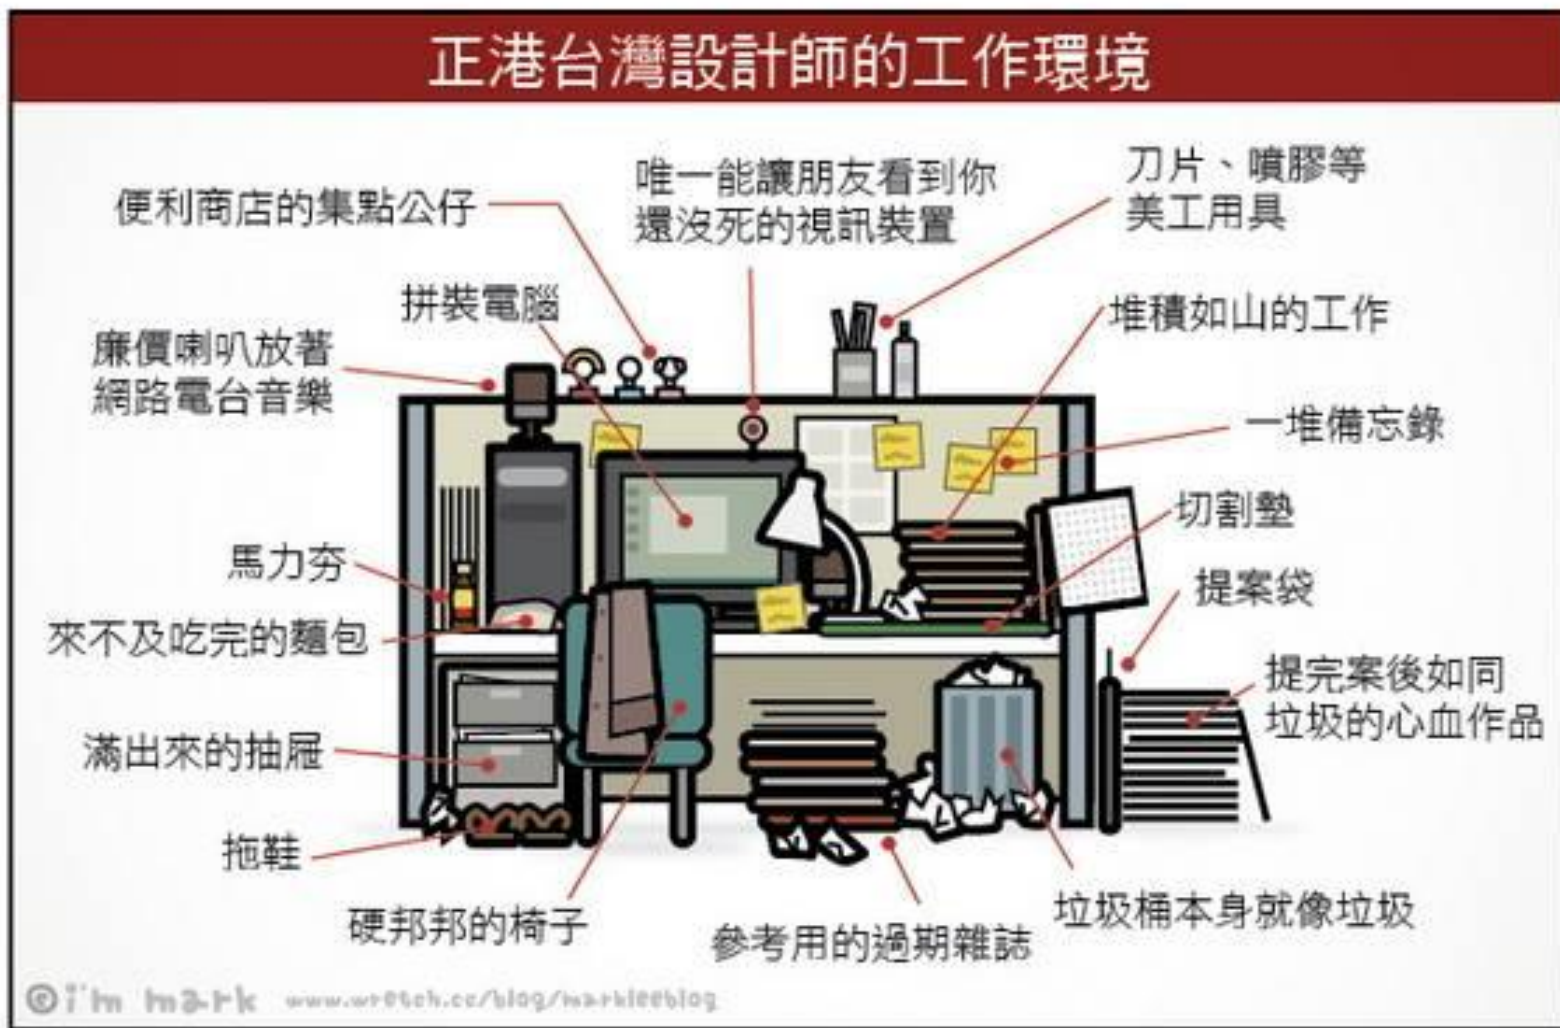 正港台灣設計師的工作環境
便利商店的集點公仔
唯一能讓朋友看到你
還沒死的視訊裝置
刀片、噴膠等
美工用具
拼裝電腦
堆積如山的工作
廉價喇叭放著
網路電台音樂
一堆備忘錄
切割墊
馬力夯
提案袋
來不及吃完的麵包
提完案後如同
垃圾的心血作品
滿出來的抽屜
拖鞋
硬邦邦的椅子
參考用的過期雜誌
垃圾桶本身就像垃圾
©i'm mark www.wretch.cc/blog/markleeblog